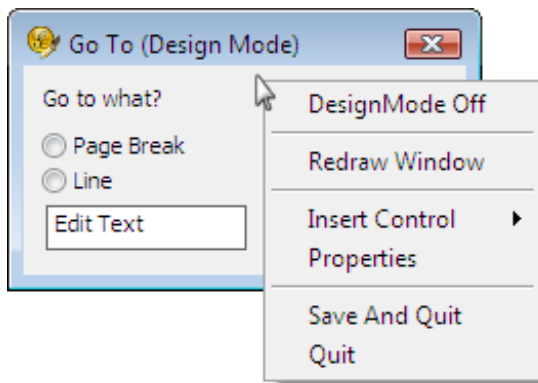 Go To (Design Mode)
Go to what?
Page Break
Line
Edit Text
DesignMode Off
Redraw Window
Insert Control
Properties
Save And Quit
Quit